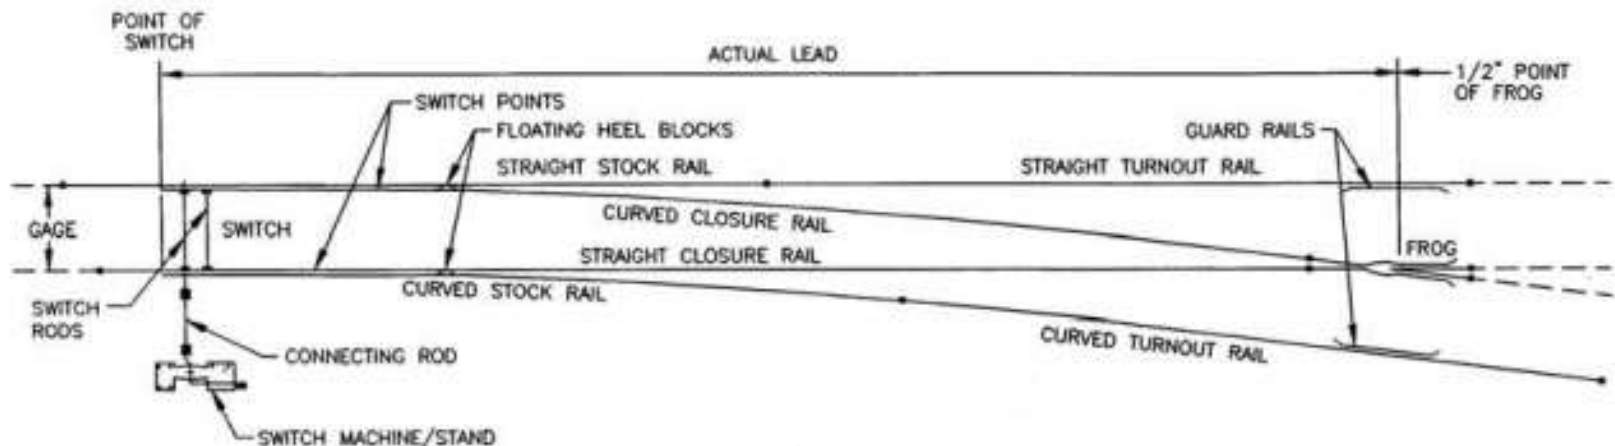 POINT OF
SWITCH
ACTUAL LEAD
1/2" POINT
OF FROG
SWITCH POINTS
FLOATING HEEL BLOCKS
GUARD RAILS
STRAIGHT STOCK RAIL
STRAIGHT TURNOUT RAIL
CURVED CLOSURE RAIL
GAGE
SWITCH
STRAIGHT CLOSURE RAIL
FROG
CURVED STOCK RAIL
SWITCH
RODS
CURVED TURNOUT RAIL
CONNECTING ROD
SWITCH MACHINE/STAND